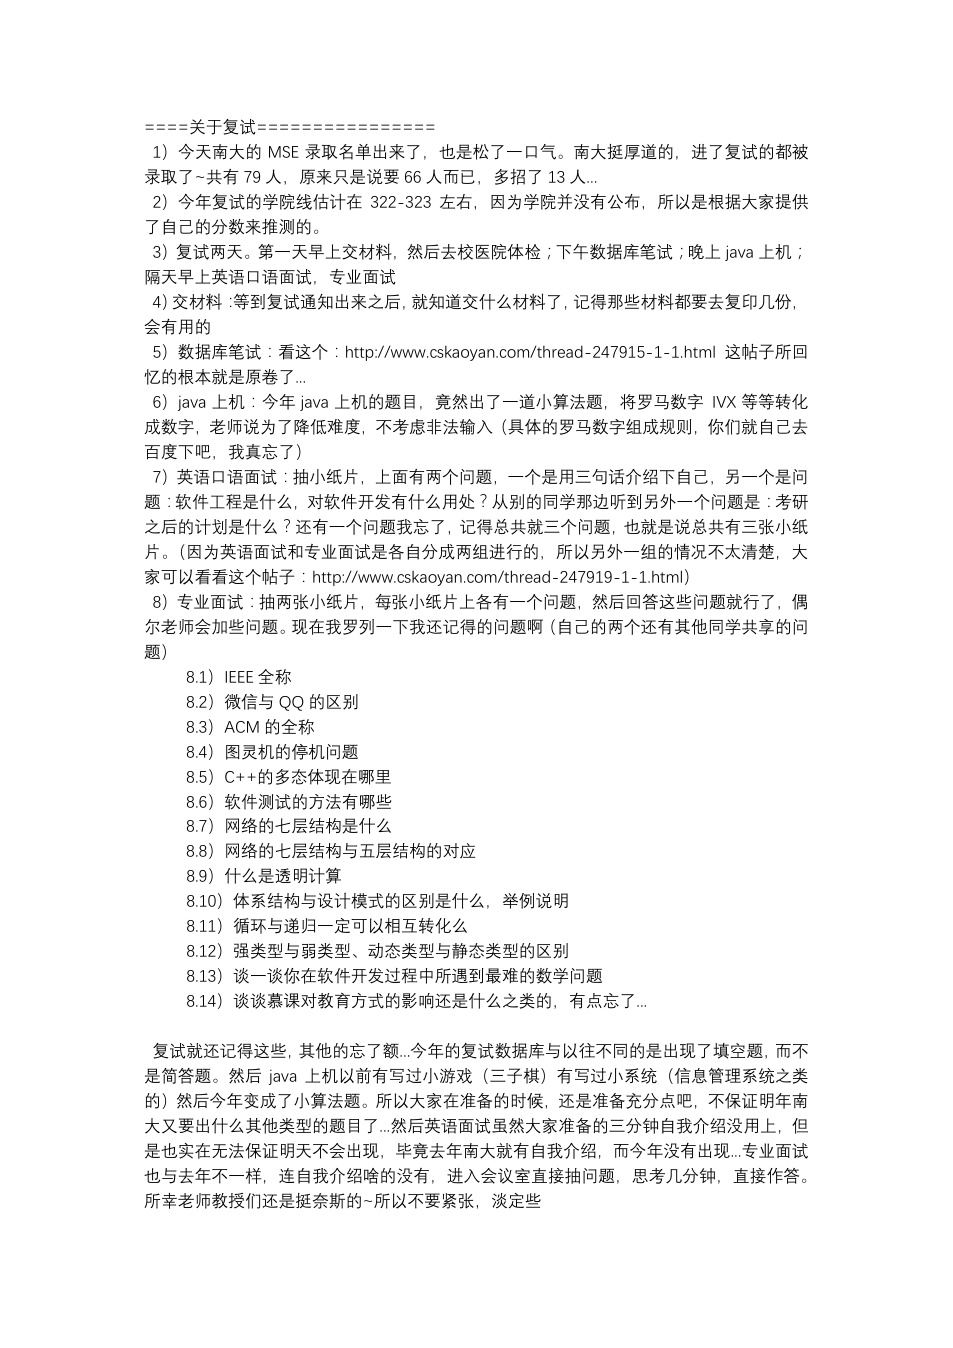 ====关于复试================
1）今天南大的 MSE 录取名单出来了，也是松了一口气。南大挺厚道的，进了复试的都被
录取了~共有 79 人，原来只是说要 66 人而已，多招了 13 人...
2）今年复试的学院线估计在 322-323 左右，因为学院并没有公布，所以是根据大家提供
了自己的分数来推测的。
3）复试两天。第一天早上交材料，然后去校医院体检；下午数据库笔试；晚上 java 上机；
隔天早上英语口语面试，专业面试
4）交材料：等到复试通知出来之后，就知道交什么材料了，记得那些材料都要去复印几份，
会有用的
5）数据库笔试：看这个：http://www.cskaoyan.com/thread-247915-1-1.html 这帖子所回
忆的根本就是原卷了...
6）java 上机：今年 java 上机的题目，竟然出了一道小算法题，将罗马数字 IVX 等等转化
成数字，老师说为了降低难度，不考虑非法输入（具体的罗马数字组成规则，你们就自己去
百度下吧，我真忘了）
7）英语口语面试：抽小纸片，上面有两个问题，一个是用三句话介绍下自己，另一个是问
题：软件工程是什么，对软件开发有什么用处？从别的同学那边听到另外一个问题是：考研
之后的计划是什么？还有一个问题我忘了，记得总共就三个问题，也就是说总共有三张小纸
片。（因为英语面试和专业面试是各自分成两组进行的，所以另外一组的情况不太清楚，大
家可以看看这个帖子：http://www.cskaoyan.com/thread-247919-1-1.html）
8）专业面试：抽两张小纸片，每张小纸片上各有一个问题，然后回答这些问题就行了，偶
尔老师会加些问题。现在我罗列一下我还记得的问题啊（自己的两个还有其他同学共享的问
题）
8.1）IEEE 全称
8.2）微信与 QQ 的区别
8.3）ACM 的全称
8.4）图灵机的停机问题
8.5）C++的多态体现在哪里
8.6）软件测试的方法有哪些
8.7）网络的七层结构是什么
8.8）网络的七层结构与五层结构的对应
8.9）什么是透明计算
8.10）体系结构与设计模式的区别是什么，举例说明
8.11）循环与递归一定可以相互转化么
8.12）强类型与弱类型、动态类型与静态类型的区别
8.13）谈一谈你在软件开发过程中所遇到最难的数学问题
8.14）谈谈慕课对教育方式的影响还是什么之类的，有点忘了...
复试就还记得这些，其他的忘了额...今年的复试数据库与以往不同的是出现了填空题，而不
是简答题。然后 java 上机以前有写过小游戏（三子棋）有写过小系统（信息管理系统之类
的）然后今年变成了小算法题。所以大家在准备的时候，还是准备充分点吧，不保证明年南
大又要出什么其他类型的题目了...然后英语面试虽然大家准备的三分钟自我介绍没用上，但
是也实在无法保证明天不会出现，毕竟去年南大就有自我介绍，而今年没有出现...专业面试
也与去年不一样，连自我介绍啥的没有，进入会议室直接抽问题，思考几分钟，直接作答。
所幸老师教授们还是挺奈斯的~所以不要紧张，淡定些